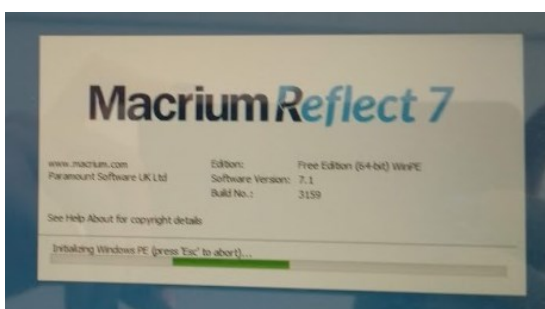 Macrium Reflect 7
www.macrium.com
Paramount Software UK Ltd
Edition: Free Edition (64-bit) WinPE
Software Version: 7.1
Build No.: 3159
See Help About for copyright details
Initializing Windows PE (press 'Esc' to abort)...